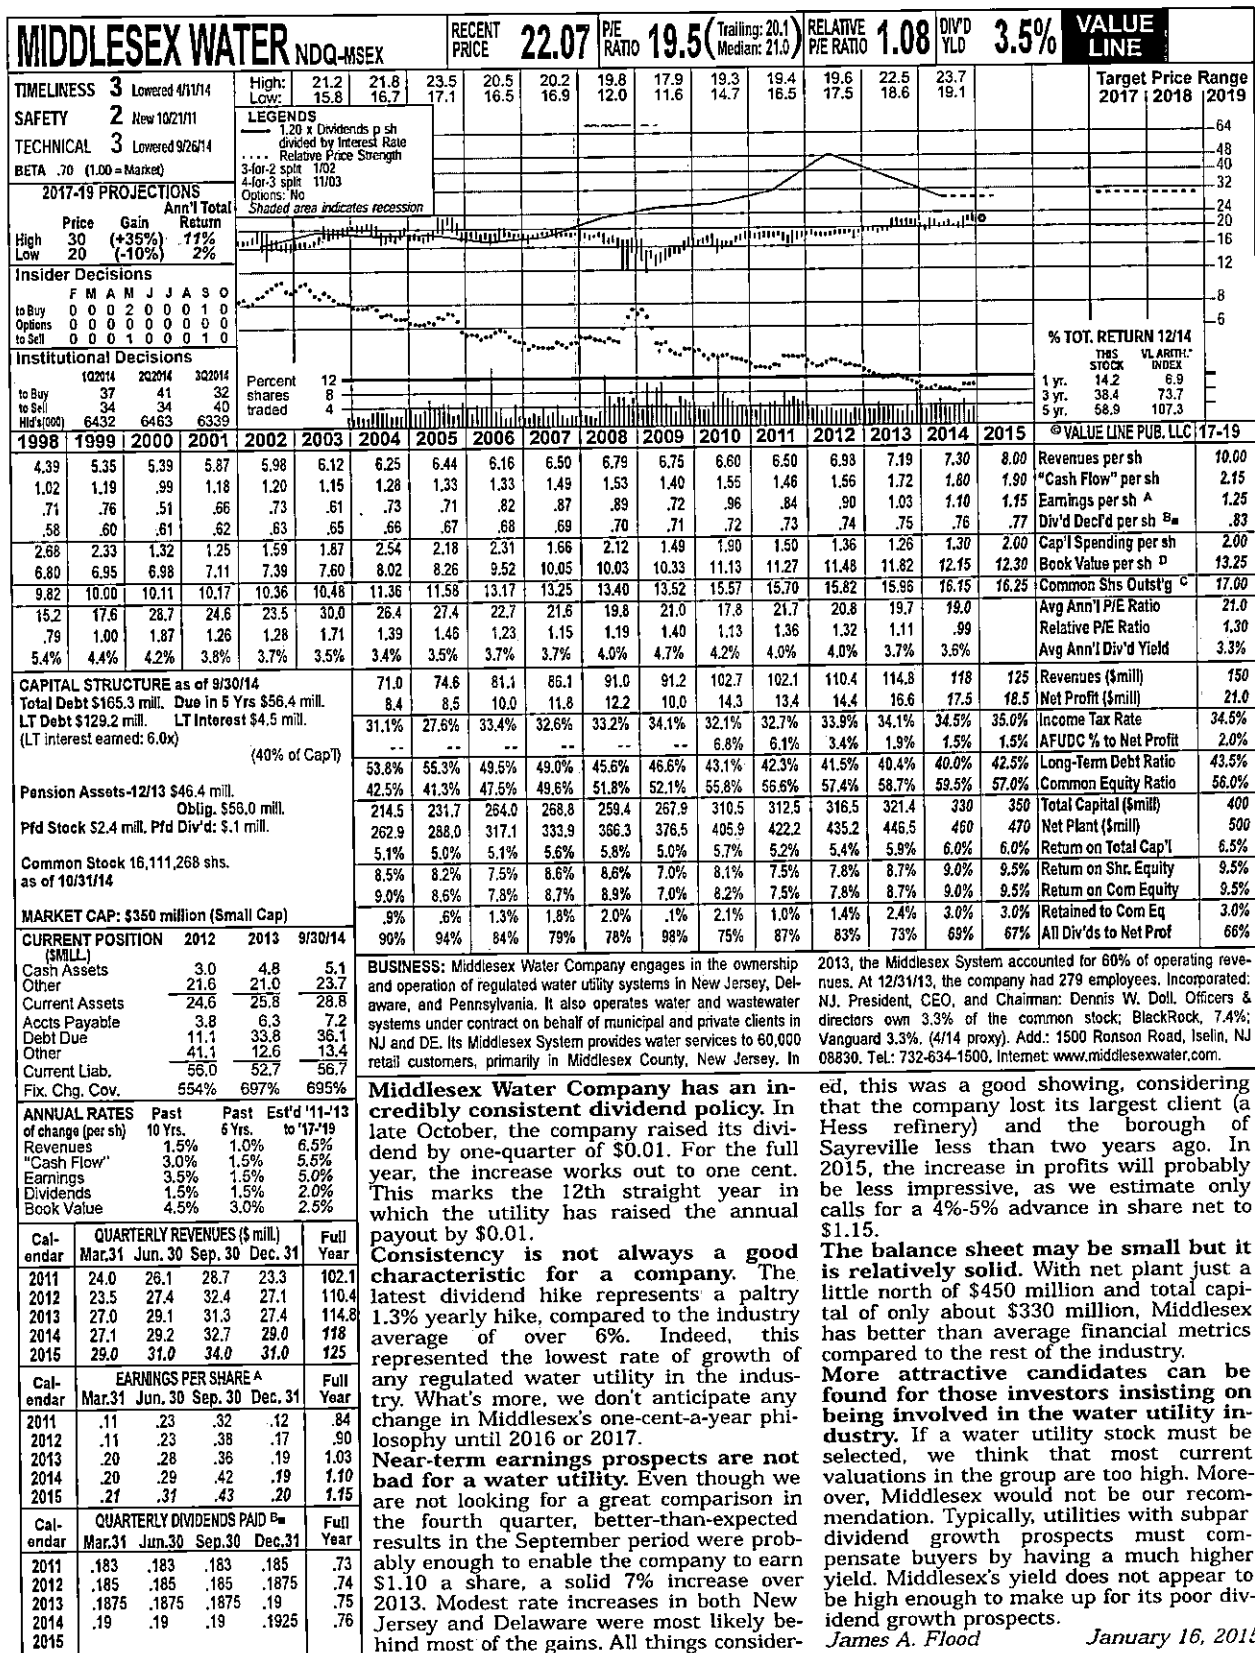 MIDDLESEX WATER NDQ-MSEX
RECENT PRICE 22.07
P/E RATIO 19.5 (Trailing: 20.1 Median: 21.0)
RELATIVE P/E RATIO 1.08
DIV'D YLD 3.5%
VALUE LINE
TIMELINESS 3 Lowered 4/11/14
SAFETY 2 New 10/21/11
TECHNICAL 3 Lowered 9/26/14
BETA .70 (1.00 = Market)
High: 21.2 21.8 23.5 20.5 20.2 19.8 17.9 19.3 19.4 19.6 22.5 23.7
Low: 15.8 16.7 17.1 16.5 16.9 12.0 11.6 14.7 16.5 17.5 18.6 19.1
Target Price Range
2017 2018 2019
LEGENDS
1.20 x Dividends p sh
divided by Interest Rate
.... Relative Price Strength
3-for-2 split 1/02
4-for-3 split 11/03
Options: No
Shaded area indicates recession
64
48
40
32
24
20
16
12
8
6
2017-19 PROJECTIONS
Ann'l Total
Price Gain Return
High 30 (+35%) 11%
Low 20 (-10%) 2%
Insider Decisions
F M A M J J A S O
to Buy 0 0 0 2 0 0 0 1 0
Options 0 0 0 0 0 0 0 0 0
to Sell 0 0 0 1 0 0 0 1 0
Institutional Decisions
1Q2014 2Q2014 3Q2014
to Buy 37 41 32
to Sell 34 34 40
Hld's(000) 6432 6463 6339
Percent 12
shares 8
traded 4
% TOT. RETURN 12/14
THIS STOCK VL ARITH.* INDEX
1 yr. 14.2 6.9
3 yr. 38.4 73.7
5 yr. 58.9 107.3
1998 1999 2000 2001 2002 2003 2004 2005 2006 2007 2008 2009 2010 2011 2012 2013 2014 2015 © VALUE LINE PUB. LLC 17-19
4.39 5.35 5.39 5.87 5.98 6.12 6.25 6.44 6.16 6.50 6.79 6.75 6.60 6.50 6.98 7.19 7.30 8.00 Revenues per sh 10.00
1.02 1.19 .99 1.18 1.20 1.15 1.28 1.33 1.33 1.49 1.53 1.40 1.55 1.46 1.56 1.72 1.80 1.90 "Cash Flow" per sh 2.15
.71 .76 .51 .66 .73 .61 .73 .71 .82 .87 .89 .72 .96 .84 .90 1.03 1.10 1.15 Earnings per sh A 1.25
.58 .60 .61 .62 .63 .65 .66 .67 .68 .69 .70 .71 .72 .73 .74 .75 .76 .77 Div'd Decl'd per sh B■ .83
2.68 2.33 1.32 1.25 1.59 1.87 2.54 2.18 2.31 1.66 2.12 1.49 1.90 1.50 1.36 1.26 1.30 2.00 Cap'l Spending per sh 2.00
6.80 6.95 6.98 7.11 7.39 7.60 8.02 8.26 9.52 10.05 10.03 10.33 11.13 11.27 11.48 11.82 12.15 12.30 Book Value per sh D 13.25
9.82 10.00 10.11 10.17 10.36 10.48 11.36 11.58 13.17 13.25 13.40 13.52 15.57 15.70 15.82 15.96 16.15 16.25 Common Shs Outst'g C 17.00
15.2 17.6 28.7 24.6 23.5 30.0 26.4 27.4 22.7 21.6 19.8 21.0 17.8 21.7 20.8 19.7 19.0 Avg Ann'l P/E Ratio 21.0
.79 1.00 1.87 1.26 1.28 1.71 1.39 1.46 1.23 1.15 1.19 1.40 1.13 1.36 1.32 1.11 .99 Relative P/E Ratio 1.30
5.4% 4.4% 4.2% 3.8% 3.7% 3.5% 3.4% 3.5% 3.7% 3.7% 4.0% 4.7% 4.2% 4.0% 4.0% 3.7% 3.6% Avg Ann'l Div'd Yield 3.3%
71.0 74.6 81.1 86.1 91.0 91.2 102.7 102.1 110.4 114.8 118 125 Revenues ($mill) 150
8.4 8.5 10.0 11.8 12.2 10.0 14.3 13.4 14.4 16.6 17.5 18.5 Net Profit ($mill) 21.0
31.1% 27.6% 33.4% 32.6% 33.2% 34.1% 32.1% 32.7% 33.9% 34.1% 34.5% 35.0% Income Tax Rate 34.5%
-- -- -- -- -- -- 6.8% 6.1% 3.4% 1.9% 1.5% 1.5% AFUDC % to Net Profit 2.0%
53.8% 55.3% 49.5% 49.0% 45.6% 46.6% 43.1% 42.3% 41.5% 40.4% 40.0% 42.5% Long-Term Debt Ratio 43.5%
42.5% 41.3% 47.5% 49.6% 51.8% 52.1% 55.8% 56.6% 57.4% 58.7% 59.5% 57.0% Common Equity Ratio 56.0%
214.5 231.7 264.0 268.8 259.4 267.9 310.5 312.5 316.5 321.4 330 350 Total Capital ($mill) 400
262.9 288.0 317.1 333.9 366.3 376.5 405.9 422.2 435.2 446.5 460 470 Net Plant ($mill) 500
5.1% 5.0% 5.1% 5.6% 5.8% 5.0% 5.7% 5.2% 5.4% 5.9% 6.0% 6.0% Return on Total Cap'l 6.5%
8.5% 8.2% 7.5% 8.6% 8.6% 7.0% 8.1% 7.5% 7.8% 8.7% 9.0% 9.5% Return on Shr. Equity 9.5%
9.0% 8.6% 7.8% 8.7% 8.9% 7.0% 8.2% 7.5% 7.8% 8.7% 9.0% 9.5% Return on Com Equity 9.5%
.9% .6% 1.3% 1.8% 2.0% .1% 2.1% 1.0% 1.4% 2.4% 3.0% 3.0% Retained to Com Eq 3.0%
90% 94% 84% 79% 78% 98% 75% 87% 83% 73% 69% 67% All Div'ds to Net Prof 66%
CAPITAL STRUCTURE as of 9/30/14
Total Debt $165.3 mill. Due in 5 Yrs $56.4 mill.
LT Debt $129.2 mill. LT Interest $4.5 mill.
(LT interest earned: 6.0x)
(40% of Cap'l)
Pension Assets-12/13 $46.4 mill.
Oblig. $56.0 mill.
Pfd Stock $2.4 mill. Pfd Div'd: $.1 mill.
Common Stock 16,111,268 shs.
as of 10/31/14
MARKET CAP: $350 million (Small Cap)
CURRENT POSITION 2012 2013 9/30/14
($MILL.)
Cash Assets 3.0 4.8 5.1
Other 21.6 21.0 23.7
Current Assets 24.6 25.8 28.8
Accts Payable 3.8 6.3 7.2
Debt Due 11.1 33.8 36.1
Other 41.1 12.6 13.4
Current Liab. 56.0 52.7 56.7
Fix. Chg. Cov. 554% 697% 695%
ANNUAL RATES Past Past Est'd '11-'13
of change (per sh) 10 Yrs. 5 Yrs. to '17-'19
Revenues 1.5% 1.0% 6.5%
"Cash Flow" 3.0% 1.5% 5.5%
Earnings 3.5% 1.5% 5.0%
Dividends 1.5% 1.5% 2.0%
Book Value 4.5% 3.0% 2.5%
Cal-endar QUARTERLY REVENUES ($ mill.) Full Year
Mar.31 Jun. 30 Sep. 30 Dec. 31
2011 24.0 26.1 28.7 23.3 102.1
2012 23.5 27.4 32.4 27.1 110.4
2013 27.0 29.1 31.3 27.4 114.8
2014 27.1 29.2 32.7 29.0 118
2015 29.0 31.0 34.0 31.0 125
Cal-endar EARNINGS PER SHARE A Full Year
Mar.31 Jun. 30 Sep. 30 Dec. 31
2011 .11 .23 .32 .12 .84
2012 .11 .23 .38 .17 .90
2013 .20 .28 .36 .19 1.03
2014 .20 .29 .42 .19 1.10
2015 .21 .31 .43 .20 1.15
Cal-endar QUARTERLY DIVIDENDS PAID B■ Full Year
Mar.31 Jun.30 Sep.30 Dec.31
2011 .183 .183 .183 .185 .73
2012 .185 .185 .185 .1875 .74
2013 .1875 .1875 .1875 .19 .75
2014 .19 .19 .19 .1925 .76
2015
BUSINESS: Middlesex Water Company engages in the ownership
and operation of regulated water utility systems in New Jersey, Del-
aware, and Pennsylvania. It also operates water and wastewater
systems under contract on behalf of municipal and private clients in
NJ and DE. Its Middlesex System provides water services to 60,000
retail customers, primarily in Middlesex County, New Jersey. In
2013, the Middlesex System accounted for 60% of operating reve-
nues. At 12/31/13, the company had 279 employees. Incorporated:
NJ. President, CEO, and Chairman: Dennis W. Doll. Officers &
directors own 3.3% of the common stock; BlackRock, 7.4%;
Vanguard 3.3%. (4/14 proxy). Add.: 1500 Ronson Road, Iselin, NJ
08830. Tel.: 732-634-1500. Internet: www.middlesexwater.com.
Middlesex Water Company has an in-
credibly consistent dividend policy. In
late October, the company raised its divi-
dend by one-quarter of $0.01. For the full
year, the increase works out to one cent.
This marks the 12th straight year in
which the utility has raised the annual
payout by $0.01.
Consistency is not always a good
characteristic for a company. The
latest dividend hike represents a paltry
1.3% yearly hike, compared to the industry
average of over 6%. Indeed, this
represented the lowest rate of growth of
any regulated water utility in the indus-
try. What's more, we don't anticipate any
change in Middlesex's one-cent-a-year phi-
losophy until 2016 or 2017.
Near-term earnings prospects are not
bad for a water utility. Even though we
are not looking for a great comparison in
the fourth quarter, better-than-expected
results in the September period were prob-
ably enough to enable the company to earn
$1.10 a share, a solid 7% increase over
2013. Modest rate increases in both New
Jersey and Delaware were most likely be-
hind most of the gains. All things consider-
ed, this was a good showing, considering
that the company lost its largest client (a
Hess refinery) and the borough of
Sayreville less than two years ago. In
2015, the increase in profits will probably
be less impressive, as we estimate only
calls for a 4%-5% advance in share net to
$1.15.
The balance sheet may be small but it
is relatively solid. With net plant just a
little north of $450 million and total capi-
tal of only about $330 million, Middlesex
has better than average financial metrics
compared to the rest of the industry.
More attractive candidates can be
found for those investors insisting on
being involved in the water utility in-
dustry. If a water utility stock must be
selected, we think that most current
valuations in the group are too high. More-
over, Middlesex would not be our recom-
mendation. Typically, utilities with subpar
dividend growth prospects must com-
pensate buyers by having a much higher
yield. Middlesex's yield does not appear to
be high enough to make up for its poor div-
idend growth prospects.
James A. Flood January 16, 2015